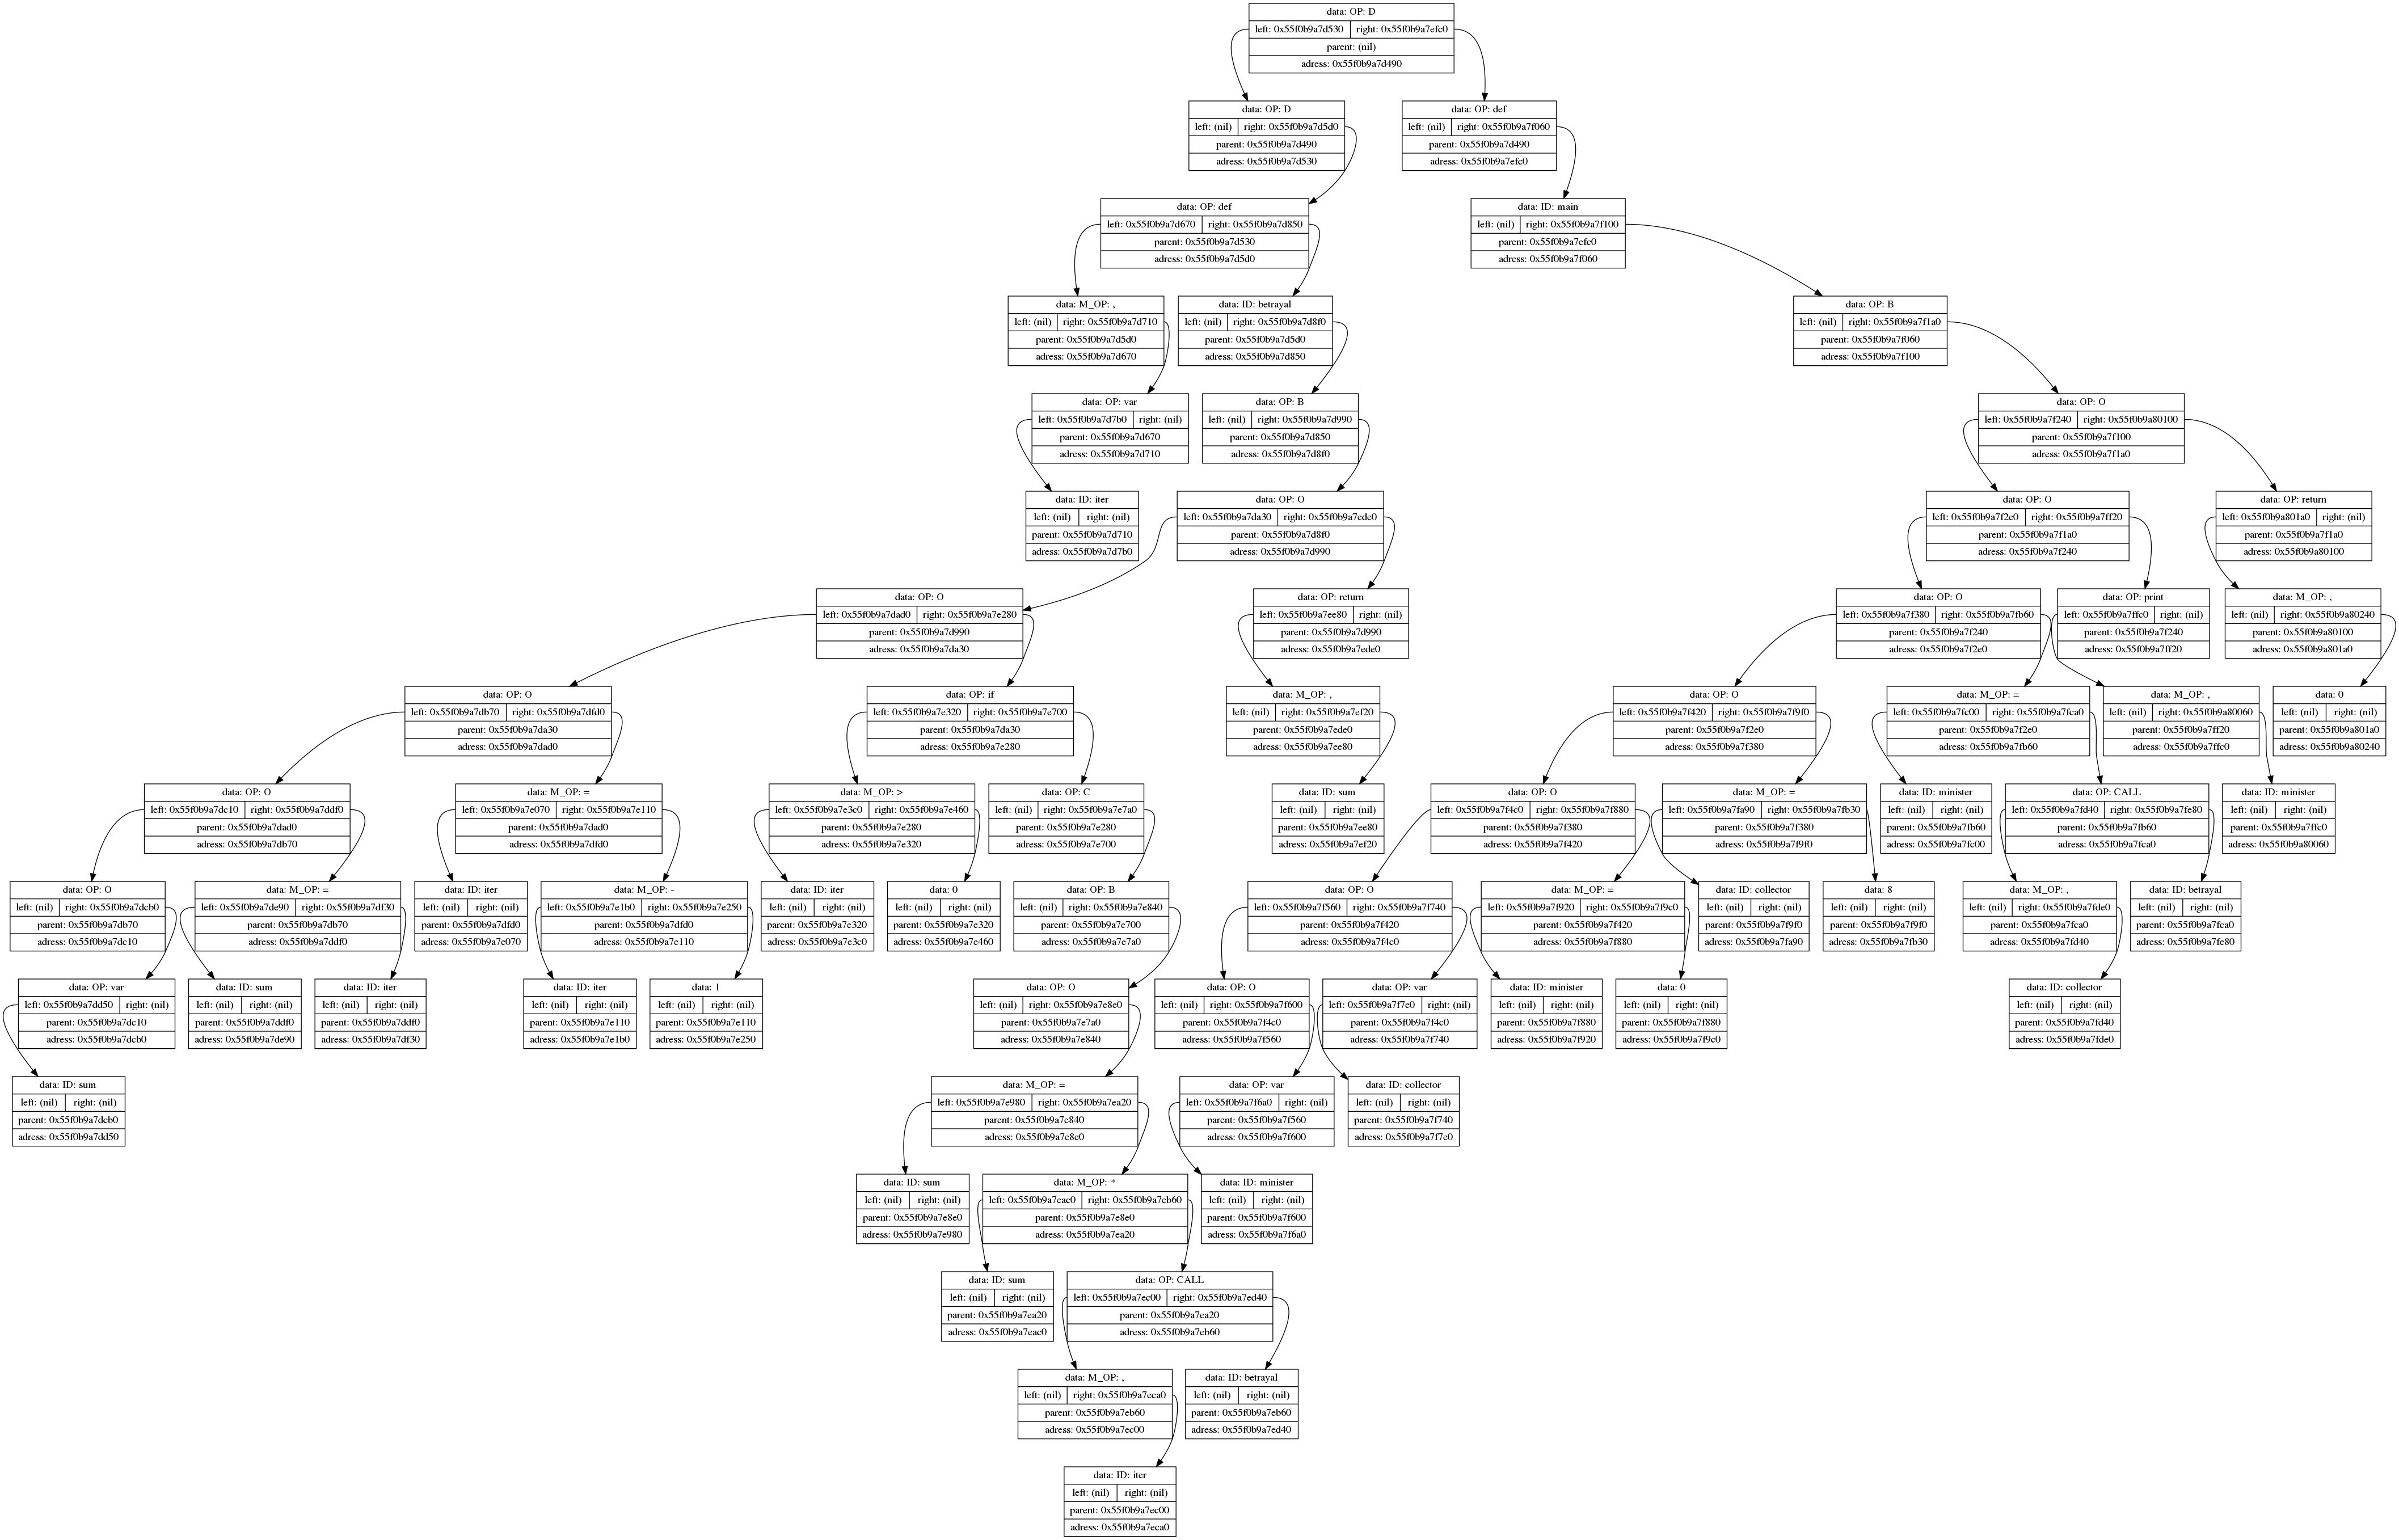 data: OP: D
left: 0x55f0b9a7d530 right: 0x55f0b9a7efc0
parent: (nil)
adress: 0x55f0b9a7d490
data: OP: D
left: (nil) right: 0x55f0b9a7d5d0
parent: 0x55f0b9a7d490
adress: 0x55f0b9a7d530
data: OP: def
left: (nil) right: 0x55f0b9a7f060
parent: 0x55f0b9a7d490
adress: 0x55f0b9a7efc0
data: OP: def
left: 0x55f0b9a7d670 right: 0x55f0b9a7d850
parent: 0x55f0b9a7d530
adress: 0x55f0b9a7d5d0
data: ID: main
left: (nil) right: 0x55f0b9a7f100
parent: 0x55f0b9a7efc0
adress: 0x55f0b9a7f060
data: M_OP: ,
left: (nil) right: 0x55f0b9a7d710
parent: 0x55f0b9a7d5d0
adress: 0x55f0b9a7d670
data: ID: betrayal
left: (nil) right: 0x55f0b9a7d8f0
parent: 0x55f0b9a7d5d0
adress: 0x55f0b9a7d850
data: OP: B
left: (nil) right: 0x55f0b9a7f1a0
parent: 0x55f0b9a7f060
adress: 0x55f0b9a7f100
data: OP: var
left: 0x55f0b9a7d7b0 right: (nil)
parent: 0x55f0b9a7d670
adress: 0x55f0b9a7d710
data: OP: B
left: (nil) right: 0x55f0b9a7d990
parent: 0x55f0b9a7d850
adress: 0x55f0b9a7d8f0
data: OP: O
left: 0x55f0b9a7f240 right: 0x55f0b9a80100
parent: 0x55f0b9a7f100
adress: 0x55f0b9a7f1a0
data: ID: iter
left: (nil) right: (nil)
parent: 0x55f0b9a7d710
adress: 0x55f0b9a7d7b0
data: OP: O
left: 0x55f0b9a7da30 right: 0x55f0b9a7ede0
parent: 0x55f0b9a7d8f0
adress: 0x55f0b9a7d990
data: OP: O
left: 0x55f0b9a7f2e0 right: 0x55f0b9a7ff20
parent: 0x55f0b9a7f1a0
adress: 0x55f0b9a7f240
data: OP: return
left: 0x55f0b9a801a0 right: (nil)
parent: 0x55f0b9a7f1a0
adress: 0x55f0b9a80100
data: OP: O
left: 0x55f0b9a7dad0 right: 0x55f0b9a7e280
parent: 0x55f0b9a7d990
adress: 0x55f0b9a7da30
data: OP: return
left: 0x55f0b9a7ee80 right: (nil)
parent: 0x55f0b9a7d990
adress: 0x55f0b9a7ede0
data: OP: O
left: 0x55f0b9a7f380 right: 0x55f0b9a7fb60
parent: 0x55f0b9a7f240
adress: 0x55f0b9a7f2e0
data: OP: print
left: 0x55f0b9a7ffc0 right: (nil)
parent: 0x55f0b9a7f240
adress: 0x55f0b9a7ff20
data: M_OP: ,
left: (nil) right: 0x55f0b9a80240
parent: 0x55f0b9a80100
adress: 0x55f0b9a801a0
data: OP: O
left: 0x55f0b9a7db70 right: 0x55f0b9a7dfd0
parent: 0x55f0b9a7da30
adress: 0x55f0b9a7dad0
data: OP: if
left: 0x55f0b9a7e320 right: 0x55f0b9a7e700
parent: 0x55f0b9a7da30
adress: 0x55f0b9a7e280
data: M_OP: ,
left: (nil) right: 0x55f0b9a7ef20
parent: 0x55f0b9a7ede0
adress: 0x55f0b9a7ee80
data: OP: O
left: 0x55f0b9a7f420 right: 0x55f0b9a7f9f0
parent: 0x55f0b9a7f2e0
adress: 0x55f0b9a7f380
data: M_OP: =
left: 0x55f0b9a7fc00 right: 0x55f0b9a7fca0
parent: 0x55f0b9a7f2e0
adress: 0x55f0b9a7fb60
data: M_OP: ,
left: (nil) right: 0x55f0b9a80060
parent: 0x55f0b9a7ff20
adress: 0x55f0b9a7ffc0
data: 0
left: (nil) right: (nil)
parent: 0x55f0b9a801a0
adress: 0x55f0b9a80240
data: OP: O
left: 0x55f0b9a7dc10 right: 0x55f0b9a7ddf0
parent: 0x55f0b9a7dad0
adress: 0x55f0b9a7db70
data: M_OP: =
left: 0x55f0b9a7e070 right: 0x55f0b9a7e110
parent: 0x55f0b9a7dad0
adress: 0x55f0b9a7dfd0
data: M_OP: >
left: 0x55f0b9a7e3c0 right: 0x55f0b9a7e460
parent: 0x55f0b9a7e280
adress: 0x55f0b9a7e320
data: OP: C
left: (nil) right: 0x55f0b9a7e7a0
parent: 0x55f0b9a7e280
adress: 0x55f0b9a7e700
data: ID: sum
left: (nil) right: (nil)
parent: 0x55f0b9a7ee80
adress: 0x55f0b9a7ef20
data: OP: O
left: 0x55f0b9a7f4c0 right: 0x55f0b9a7f880
parent: 0x55f0b9a7f380
adress: 0x55f0b9a7f420
data: M_OP: =
left: 0x55f0b9a7fa90 right: 0x55f0b9a7fb30
parent: 0x55f0b9a7f380
adress: 0x55f0b9a7f9f0
data: ID: minister
left: (nil) right: (nil)
parent: 0x55f0b9a7fb60
adress: 0x55f0b9a7fc00
data: OP: CALL
left: 0x55f0b9a7fd40 right: 0x55f0b9a7fe80
parent: 0x55f0b9a7fb60
adress: 0x55f0b9a7fca0
data: ID: minister
left: (nil) right: (nil)
parent: 0x55f0b9a7ffc0
adress: 0x55f0b9a80060
data: OP: O
left: (nil) right: 0x55f0b9a7dcb0
parent: 0x55f0b9a7db70
adress: 0x55f0b9a7dc10
data: M_OP: =
left: 0x55f0b9a7de90 right: 0x55f0b9a7df30
parent: 0x55f0b9a7db70
adress: 0x55f0b9a7ddf0
data: ID: iter
left: (nil) right: (nil)
parent: 0x55f0b9a7dfd0
adress: 0x55f0b9a7e070
data: M_OP: -
left: 0x55f0b9a7e1b0 right: 0x55f0b9a7e250
parent: 0x55f0b9a7dfd0
adress: 0x55f0b9a7e110
data: ID: iter
left: (nil) right: (nil)
parent: 0x55f0b9a7e320
adress: 0x55f0b9a7e3c0
data: 0
left: (nil) right: (nil)
parent: 0x55f0b9a7e320
adress: 0x55f0b9a7e460
data: OP: B
left: (nil) right: 0x55f0b9a7e840
parent: 0x55f0b9a7e700
adress: 0x55f0b9a7e7a0
data: OP: O
left: 0x55f0b9a7f560 right: 0x55f0b9a7f740
parent: 0x55f0b9a7f420
adress: 0x55f0b9a7f4c0
data: M_OP: =
left: 0x55f0b9a7f920 right: 0x55f0b9a7f9c0
parent: 0x55f0b9a7f420
adress: 0x55f0b9a7f880
data: ID: collector
left: (nil) right: (nil)
parent: 0x55f0b9a7f9f0
adress: 0x55f0b9a7fa90
data: 8
left: (nil) right: (nil)
parent: 0x55f0b9a7f9f0
adress: 0x55f0b9a7fb30
data: M_OP: ,
left: (nil) right: 0x55f0b9a7fde0
parent: 0x55f0b9a7fca0
adress: 0x55f0b9a7fd40
data: ID: betrayal
left: (nil) right: (nil)
parent: 0x55f0b9a7fca0
adress: 0x55f0b9a7fe80
data: OP: var
left: 0x55f0b9a7dd50 right: (nil)
parent: 0x55f0b9a7dc10
adress: 0x55f0b9a7dcb0
data: ID: sum
left: (nil) right: (nil)
parent: 0x55f0b9a7ddf0
adress: 0x55f0b9a7de90
data: ID: iter
left: (nil) right: (nil)
parent: 0x55f0b9a7ddf0
adress: 0x55f0b9a7df30
data: ID: iter
left: (nil) right: (nil)
parent: 0x55f0b9a7e110
adress: 0x55f0b9a7e1b0
data: 1
left: (nil) right: (nil)
parent: 0x55f0b9a7e110
adress: 0x55f0b9a7e250
data: OP: O
left: (nil) right: 0x55f0b9a7e8e0
parent: 0x55f0b9a7e7a0
adress: 0x55f0b9a7e840
data: OP: O
left: (nil) right: 0x55f0b9a7f600
parent: 0x55f0b9a7f4c0
adress: 0x55f0b9a7f560
data: OP: var
left: 0x55f0b9a7f7e0 right: (nil)
parent: 0x55f0b9a7f4c0
adress: 0x55f0b9a7f740
data: ID: minister
left: (nil) right: (nil)
parent: 0x55f0b9a7f880
adress: 0x55f0b9a7f920
data: 0
left: (nil) right: (nil)
parent: 0x55f0b9a7f880
adress: 0x55f0b9a7f9c0
data: ID: collector
left: (nil) right: (nil)
parent: 0x55f0b9a7fd40
adress: 0x55f0b9a7fde0
data: ID: sum
left: (nil) right: (nil)
parent: 0x55f0b9a7dcb0
adress: 0x55f0b9a7dd50
data: M_OP: =
left: 0x55f0b9a7e980 right: 0x55f0b9a7ea20
parent: 0x55f0b9a7e840
adress: 0x55f0b9a7e8e0
data: OP: var
left: 0x55f0b9a7f6a0 right: (nil)
parent: 0x55f0b9a7f560
adress: 0x55f0b9a7f600
data: ID: collector
left: (nil) right: (nil)
parent: 0x55f0b9a7f740
adress: 0x55f0b9a7f7e0
data: ID: sum
left: (nil) right: (nil)
parent: 0x55f0b9a7e8e0
adress: 0x55f0b9a7e980
data: M_OP: *
left: 0x55f0b9a7eac0 right: 0x55f0b9a7eb60
parent: 0x55f0b9a7e8e0
adress: 0x55f0b9a7ea20
data: ID: minister
left: (nil) right: (nil)
parent: 0x55f0b9a7f600
adress: 0x55f0b9a7f6a0
data: ID: sum
left: (nil) right: (nil)
parent: 0x55f0b9a7ea20
adress: 0x55f0b9a7eac0
data: OP: CALL
left: 0x55f0b9a7ec00 right: 0x55f0b9a7ed40
parent: 0x55f0b9a7ea20
adress: 0x55f0b9a7eb60
data: M_OP: ,
left: (nil) right: 0x55f0b9a7eca0
parent: 0x55f0b9a7eb60
adress: 0x55f0b9a7ec00
data: ID: betrayal
left: (nil) right: (nil)
parent: 0x55f0b9a7eb60
adress: 0x55f0b9a7ed40
data: ID: iter
left: (nil) right: (nil)
parent: 0x55f0b9a7ec00
adress: 0x55f0b9a7eca0